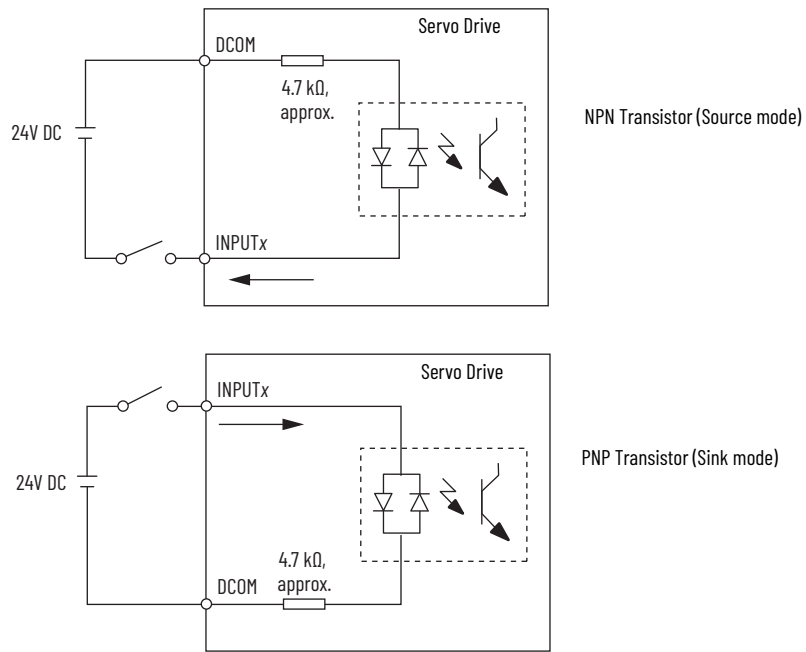 Servo Drive
DCOM
4.7 kΩ,
approx.
24V DC
NPN Transistor (Source mode)
INPUTx
Servo Drive
INPUTx
24V DC
PNP Transistor (Sink mode)
4.7 kΩ,
approx.
DCOM